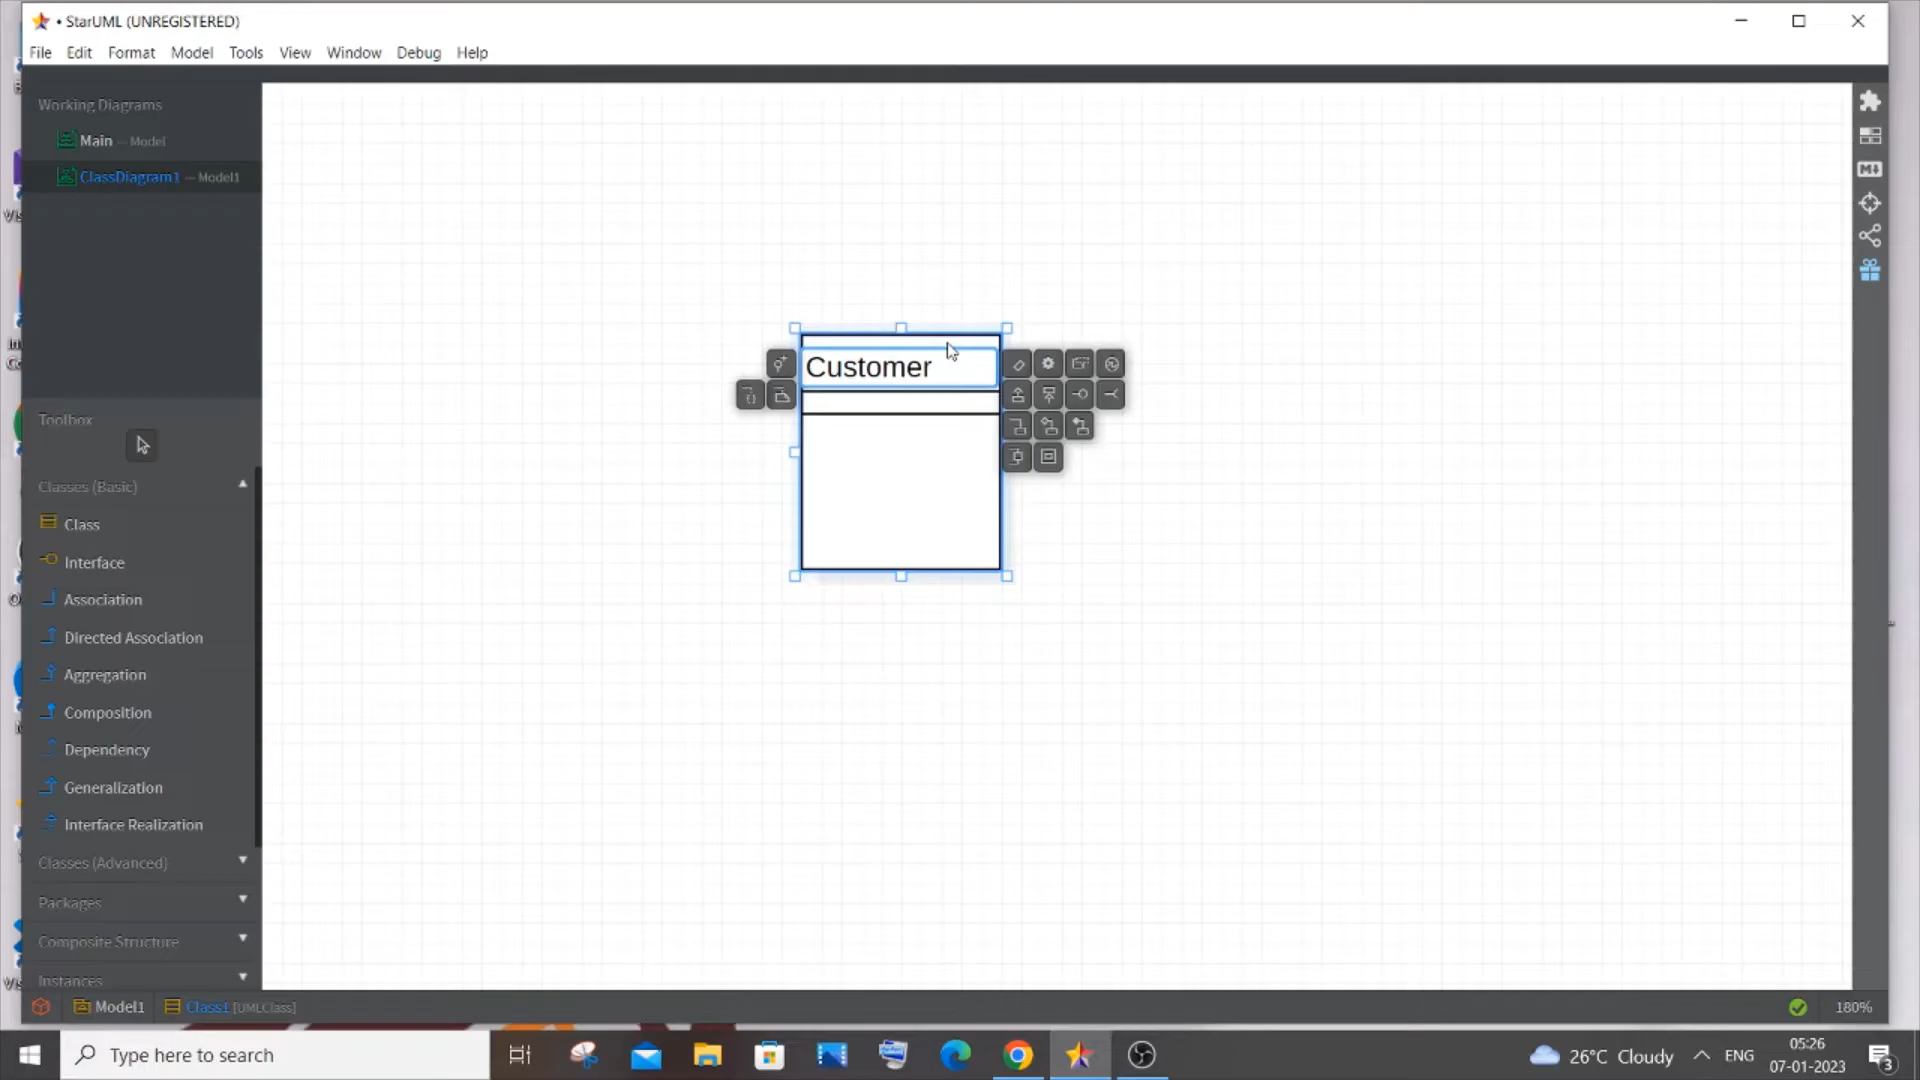 • StarUML (UNREGISTERED)
File Edit Format Model Tools View Window Debug Help
Working Diagrams
Main — Model
ClassDiagram1 — Model1
Toolbox
Classes (Basic)
Class
Interface
Association
Directed Association
Aggregation
Composition
Dependency
Generalization
Interface Realization
Classes (Advanced)
Packages
Composite Structure
Instances
Customer
Model1 Class1 [UMLClass]
180%
Type here to search
26°C Cloudy
ENG
05:26
07-01-2023
3